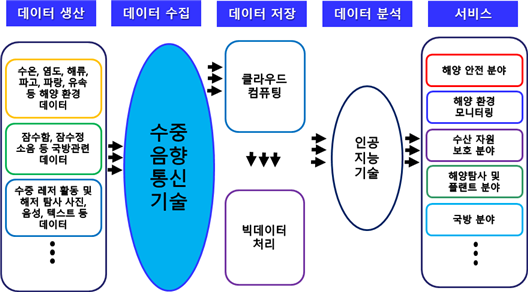 데이터 생산
데이터 수집
데이터 저장
데이터 분석
서비스
수온, 염도, 해류,
파고, 파랑, 유속
등 해양 환경
데이터
잠수함, 잠수정
소음 등 국방관련
데이터
수중 레저 활동 및
해저 탐사 사진,
음성, 텍스트 등
데이터
수중
음향
통신
기술
클라우드
컴퓨팅
빅데이터
처리
인공
지능
기술
해양 안전 분야
해양 환경
모니터링
수산 자원
보호 분야
해양탐사 및
플랜트 분야
국방 분야